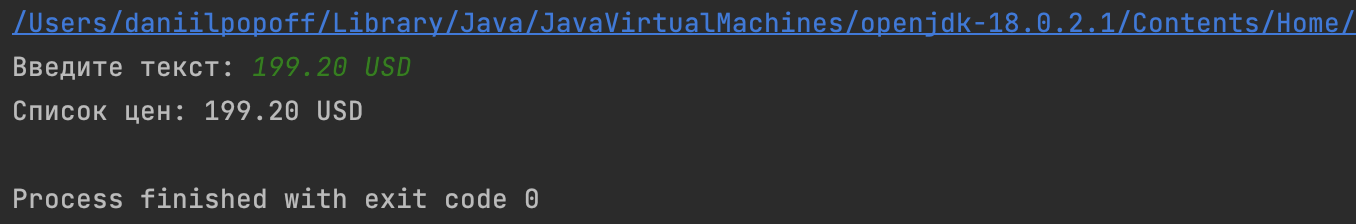 /Users/daniilpopoff/Library/Java/JavaVirtualMachines/openjdk-18.0.2.1/Contents/Home/
Введите текст: 199.20 USD
Список цен: 199.20 USD
Process finished with exit code 0